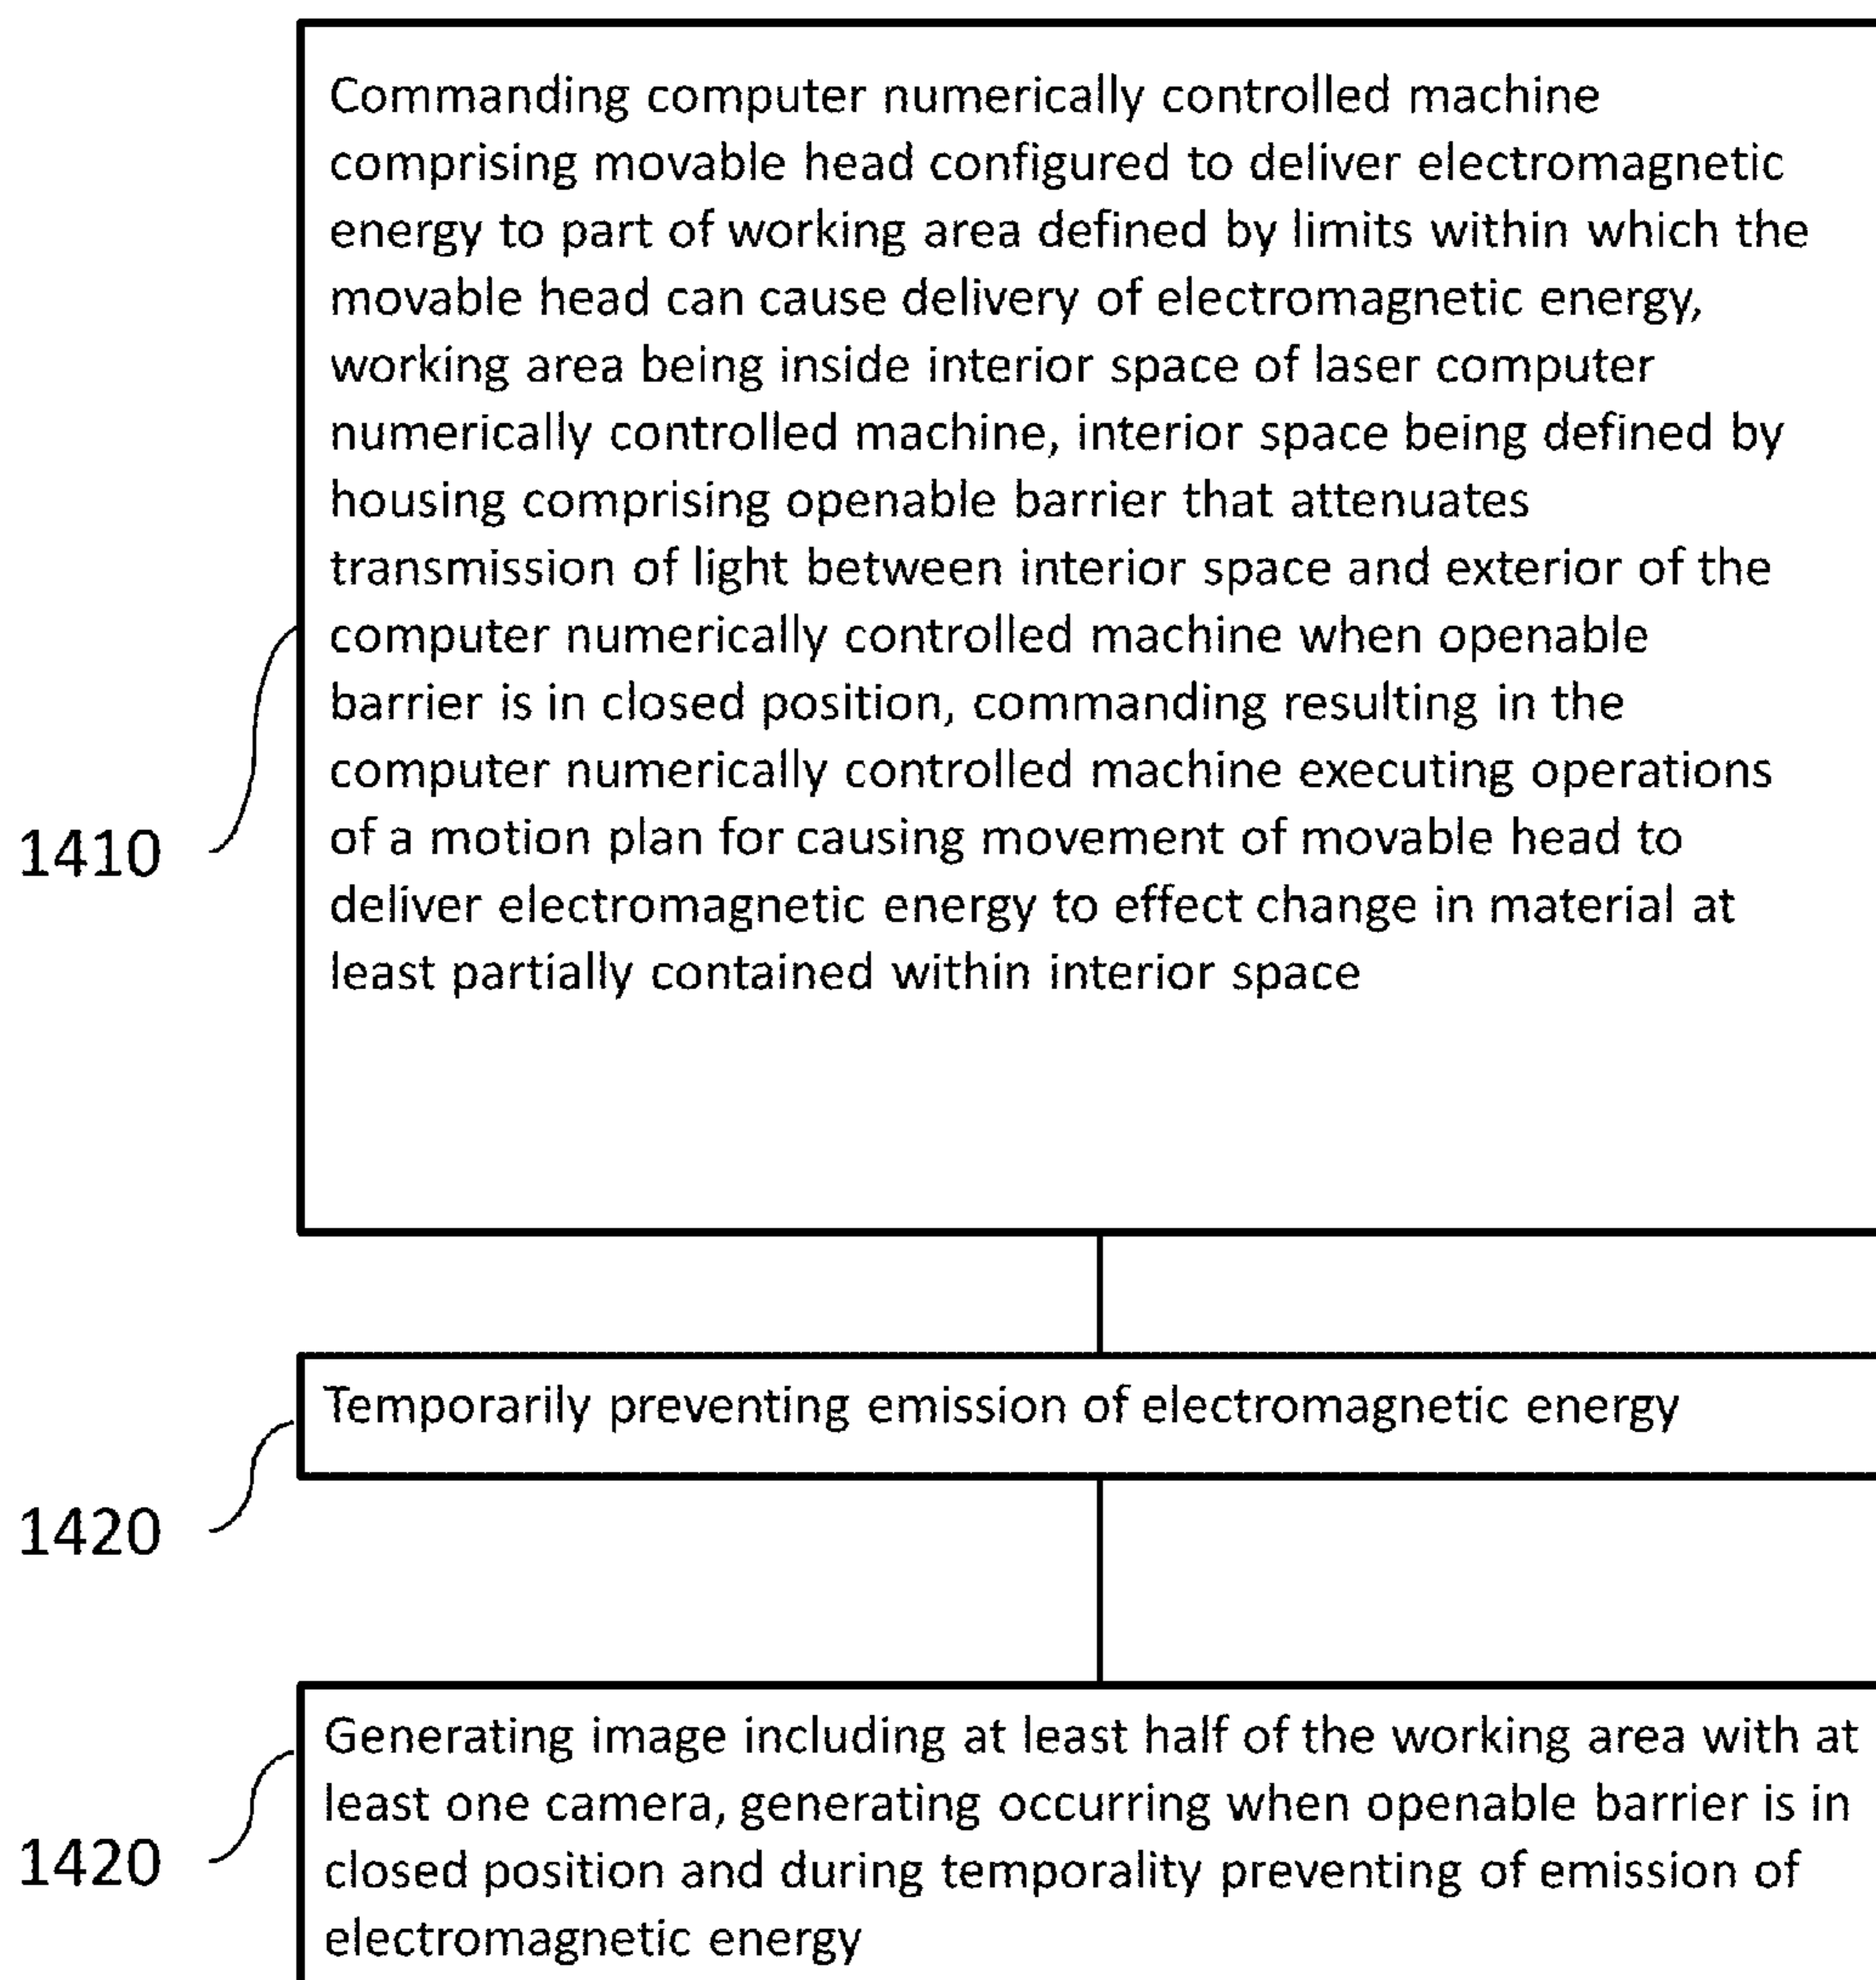 Commanding computer numerically controlled machine
comprising movable head configured to deliver electromagnetic
energy to part of working area defined by limits within which the
movable head can cause delivery of electromagnetic energy,
working area being inside interior space of laser computer
numerically controlled machine, interior space being defined by
housing comprising openable barrier that attenuates
transmission of light between interior space and exterior of the
computer numerically controlled machine when openable
barrier is in closed position, commanding resulting in the
computer numerically controlled machine executing operations
of a motion plan for causing movement of movable head to
deliver electromagnetic energy to effect change in material at
least partially contained within interior space
1410
Temporarily preventing emission of electromagnetic energy
1420
Generating image including at least half of the working area with at
least one camera, generating occurring when openable barrier is in
closed position and during temporality preventing of emission of
electromagnetic energy
1420